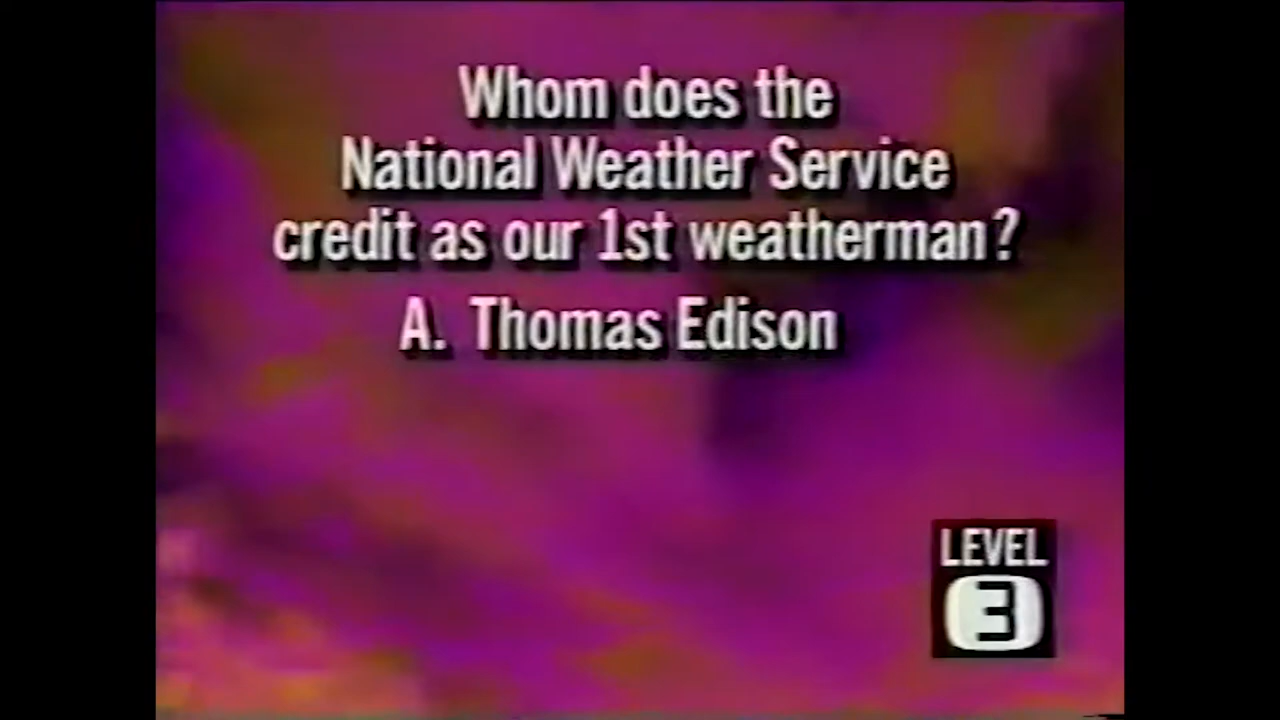 Whom does the
National Weather Service
credit as our 1st weatherman?
A. Thomas Edison
LEVEL
3